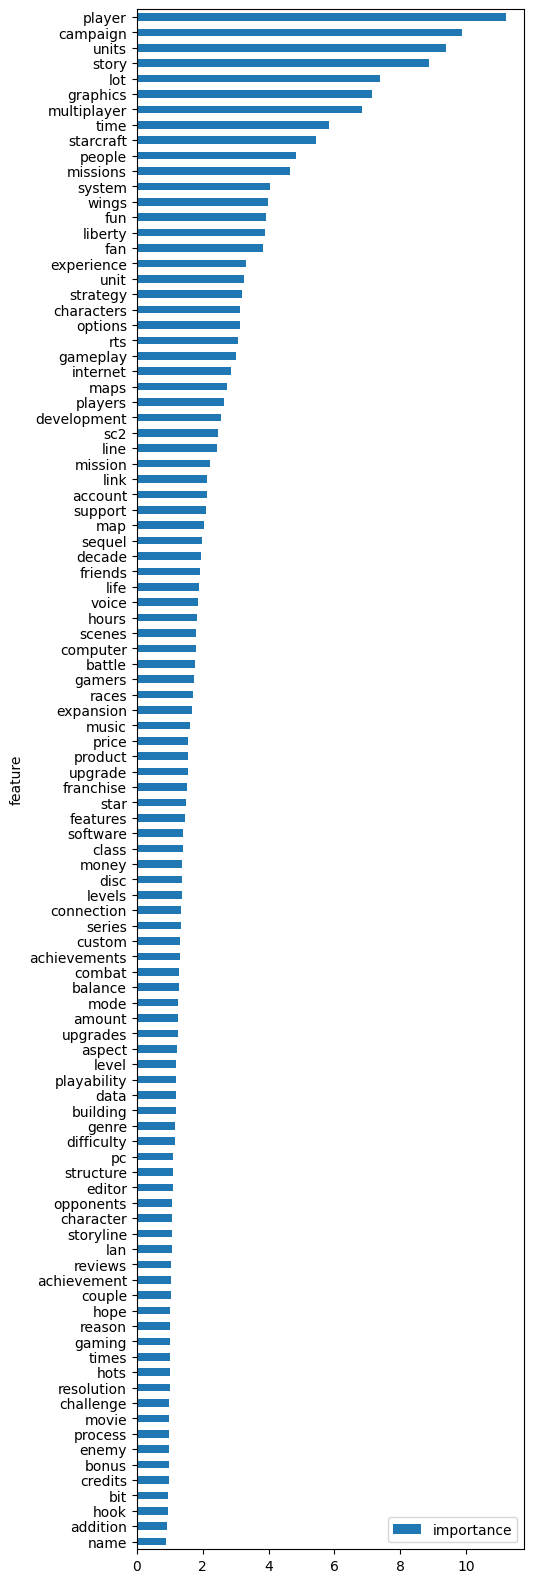 player
campaign
units
story
lot
graphics
multiplayer
time
starcraft
people
missions
system
wings
fun
liberty
fan
experience
unit
strategy
characters
options
rts
gameplay
internet
maps
players
development
sc2
line
mission
link
account
support
map
sequel
decade
friends
life
voice
hours
scenes
computer
battle
gamers
races
expansion
music
price
product
upgrade
franchise
star
features
software
class
money
disc
levels
connection
series
custom
achievements
combat
balance
mode
amount
upgrades
aspect
level
playability
data
building
genre
difficulty
pc
structure
editor
opponents
character
storyline
lan
reviews
achievement
couple
hope
reason
gaming
times
hots
resolution
challenge
movie
process
enemy
bonus
credits
bit
hook
addition
name
feature
importance
0 2 4 6 8 10